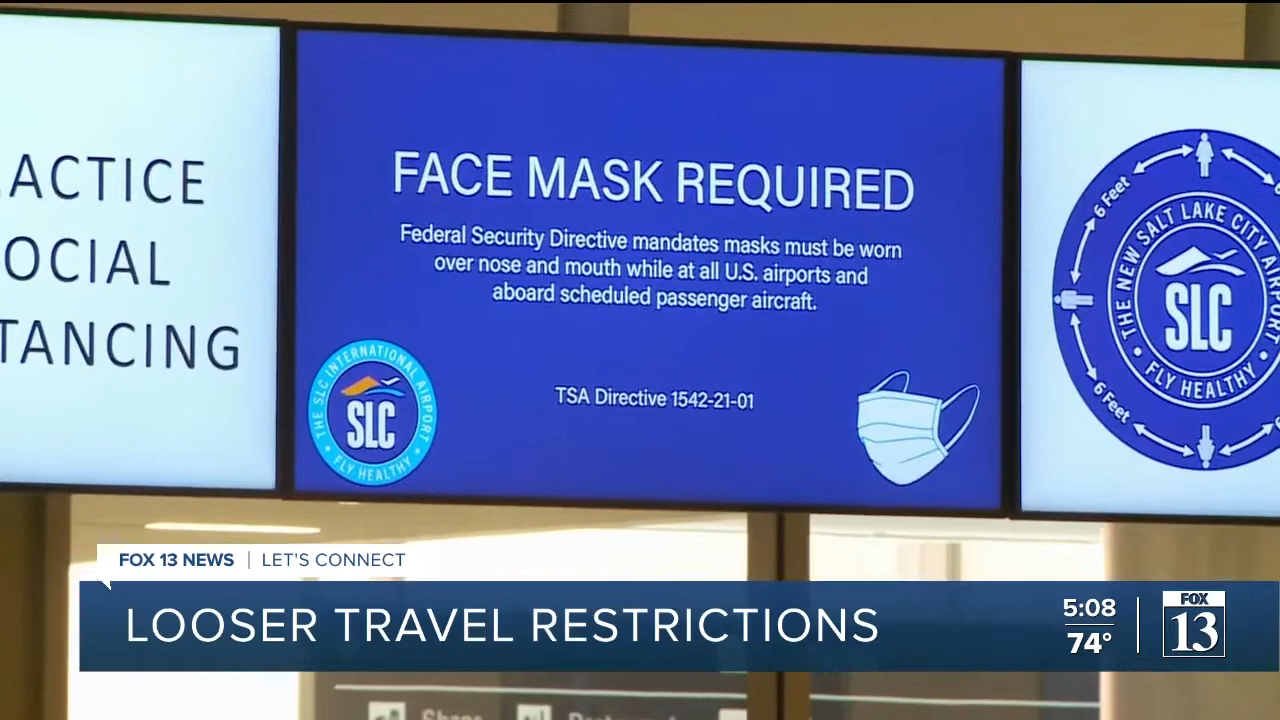 ACTICE
OCIAL
TANCING
FACE MASK REQUIRED
Federal Security Directive mandates masks must be worn
over nose and mouth while at all U.S. airports and
aboard scheduled passenger aircraft.
TSA Directive 1542-21-01
THE SLC INTERNATIONAL AIRPORT
SLC
• FLY HEALTHY •
6 Feet
THE NEW SALT LAKE CITY AIRPORT
SLC
• FLY HEALTHY •
6 Feet
FOX 13 NEWS | LET'S CONNECT
LOOSER TRAVEL RESTRICTIONS
5:08
74°
FOX
13